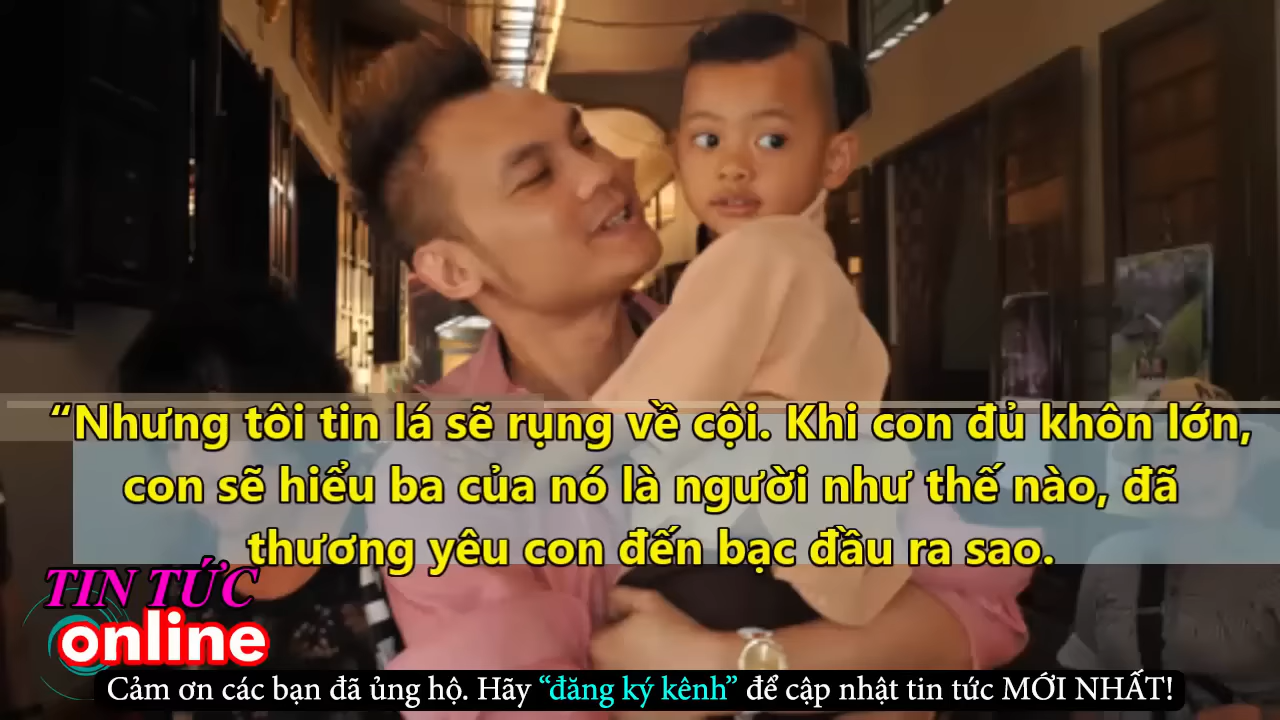 “Nhưng tôi tin lá sẽ rụng về cội. Khi con đủ khôn lớn,
con sẽ hiểu ba của nó là người như thế nào, đã
thương yêu con đến bạc đầu ra sao.
TIN TỨC
online
Cảm ơn các bạn đã ủng hộ. Hãy “đăng ký kênh” để cập nhật tin tức MỚI NHẤT!